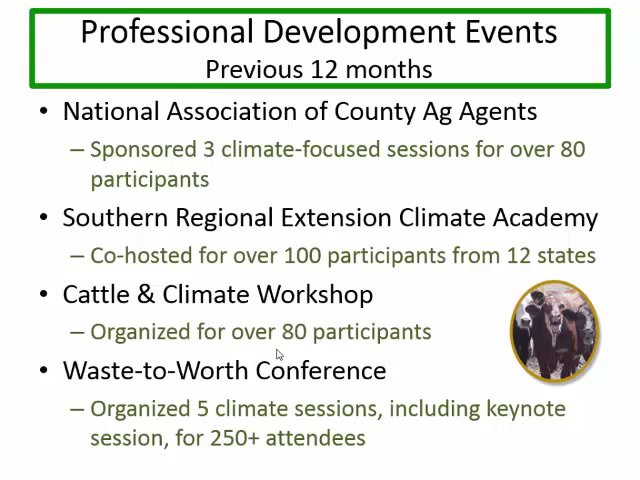 Professional Development Events
Previous 12 months
• National Association of County Ag Agents
– Sponsored 3 climate-focused sessions for over 80
participants
• Southern Regional Extension Climate Academy
– Co-hosted for over 100 participants from 12 states
• Cattle & Climate Workshop
– Organized for over 80 participants
• Waste-to-Worth Conference
– Organized 5 climate sessions, including keynote
session, for 250+ attendees